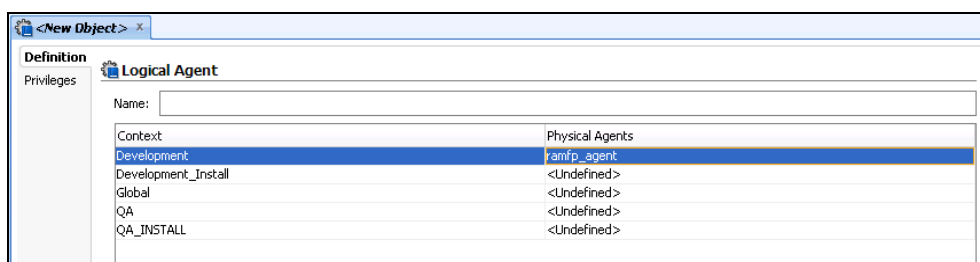 <New Object> x
Definition
Privileges
Logical Agent
Name:
Context Physical Agents
Development ramfp_agent
Development_Install <Undefined>
Global <Undefined>
QA <Undefined>
QA_INSTALL <Undefined>